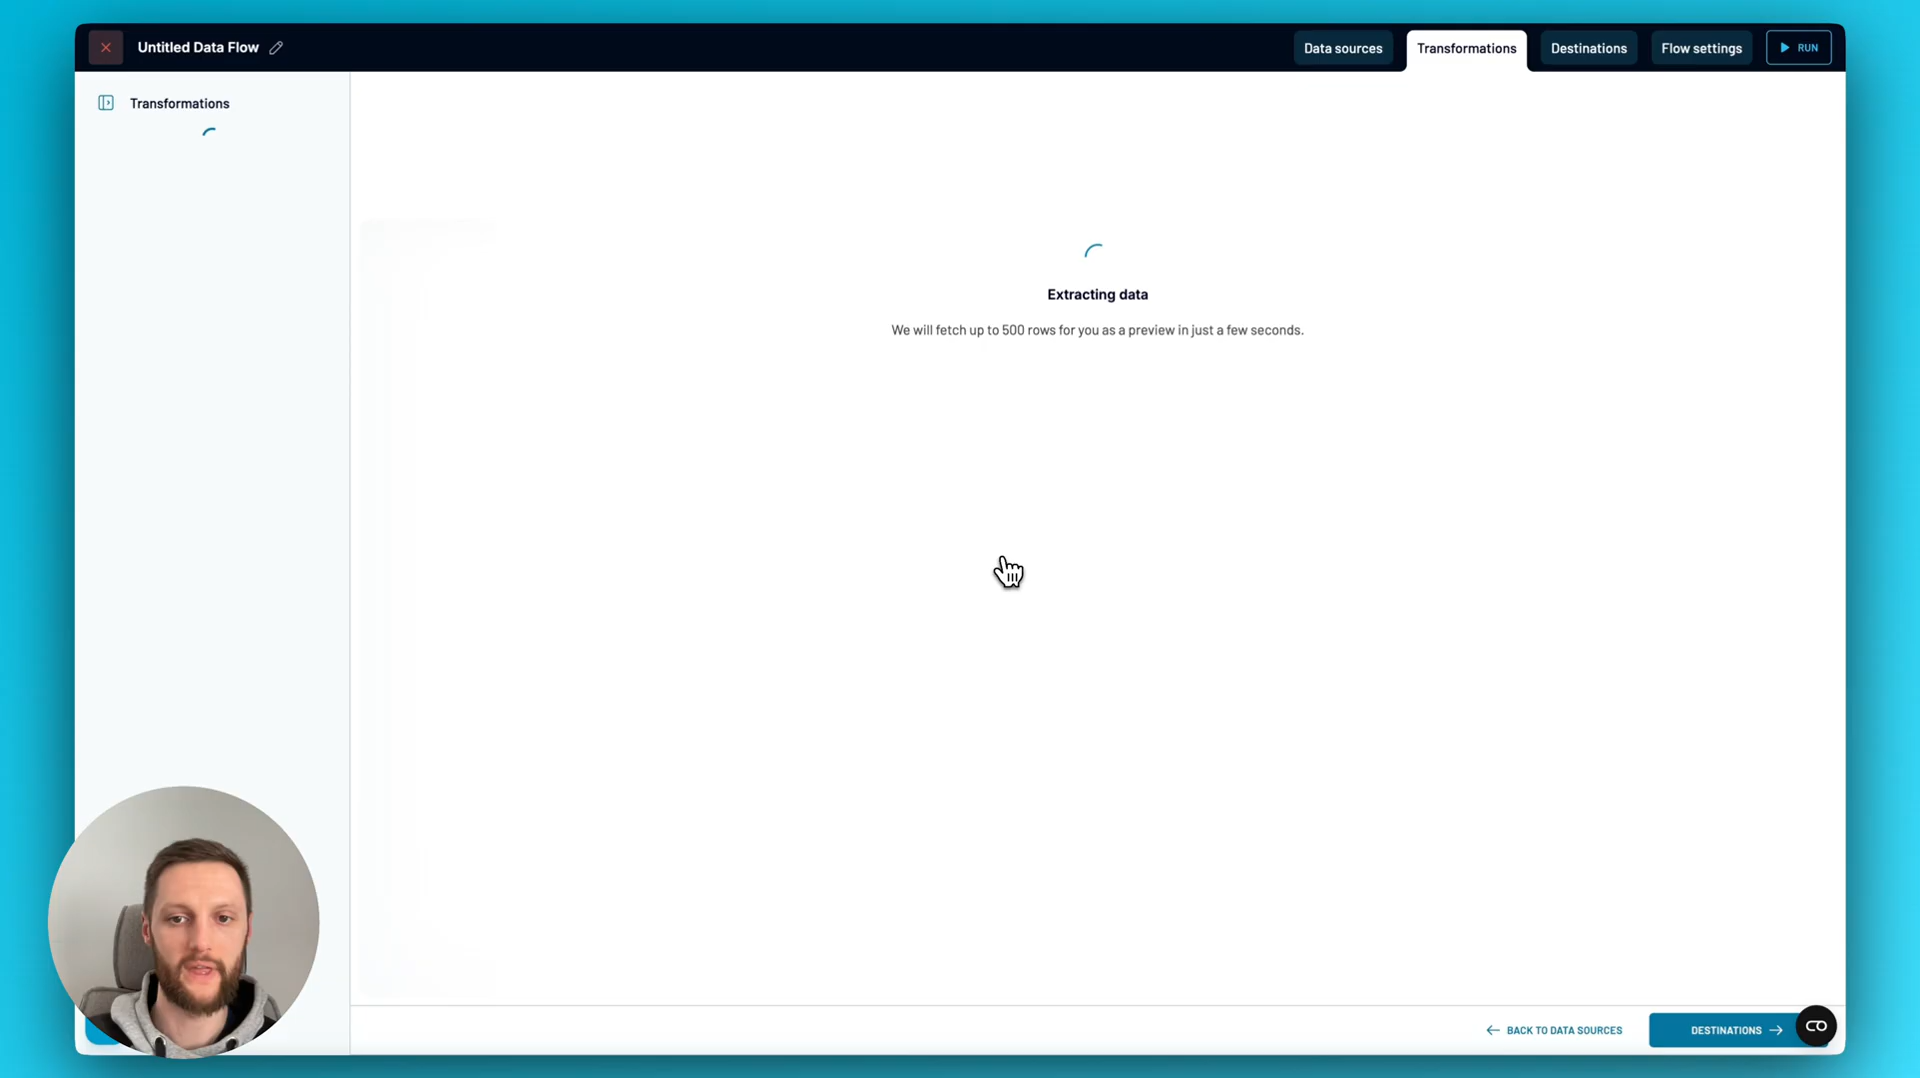 Untitled Data Flow
Data sources
Transformations
Destinations
Flow settings
RUN
Transformations
Extracting data
We will fetch up to 500 rows for you as a preview in just a few seconds.
BACK TO DATA SOURCES
DESTINATIONS